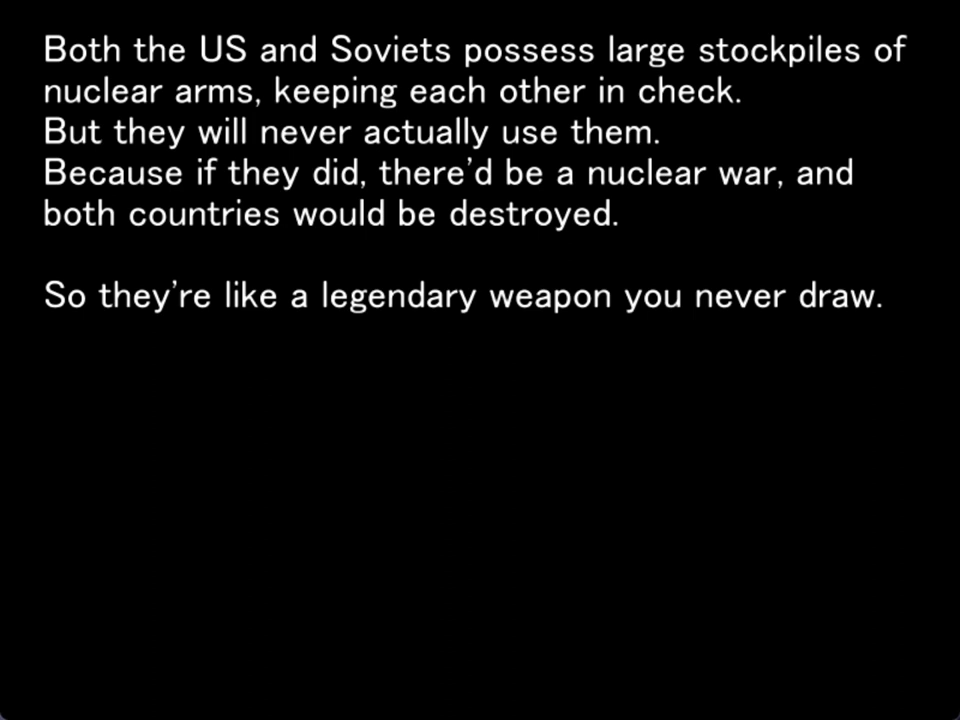 Both the US and Soviets possess large stockpiles of
nuclear arms, keeping each other in check.
But they will never actually use them.
Because if they did, there’d be a nuclear war, and
both countries would be destroyed.
So they’re like a legendary weapon you never draw.